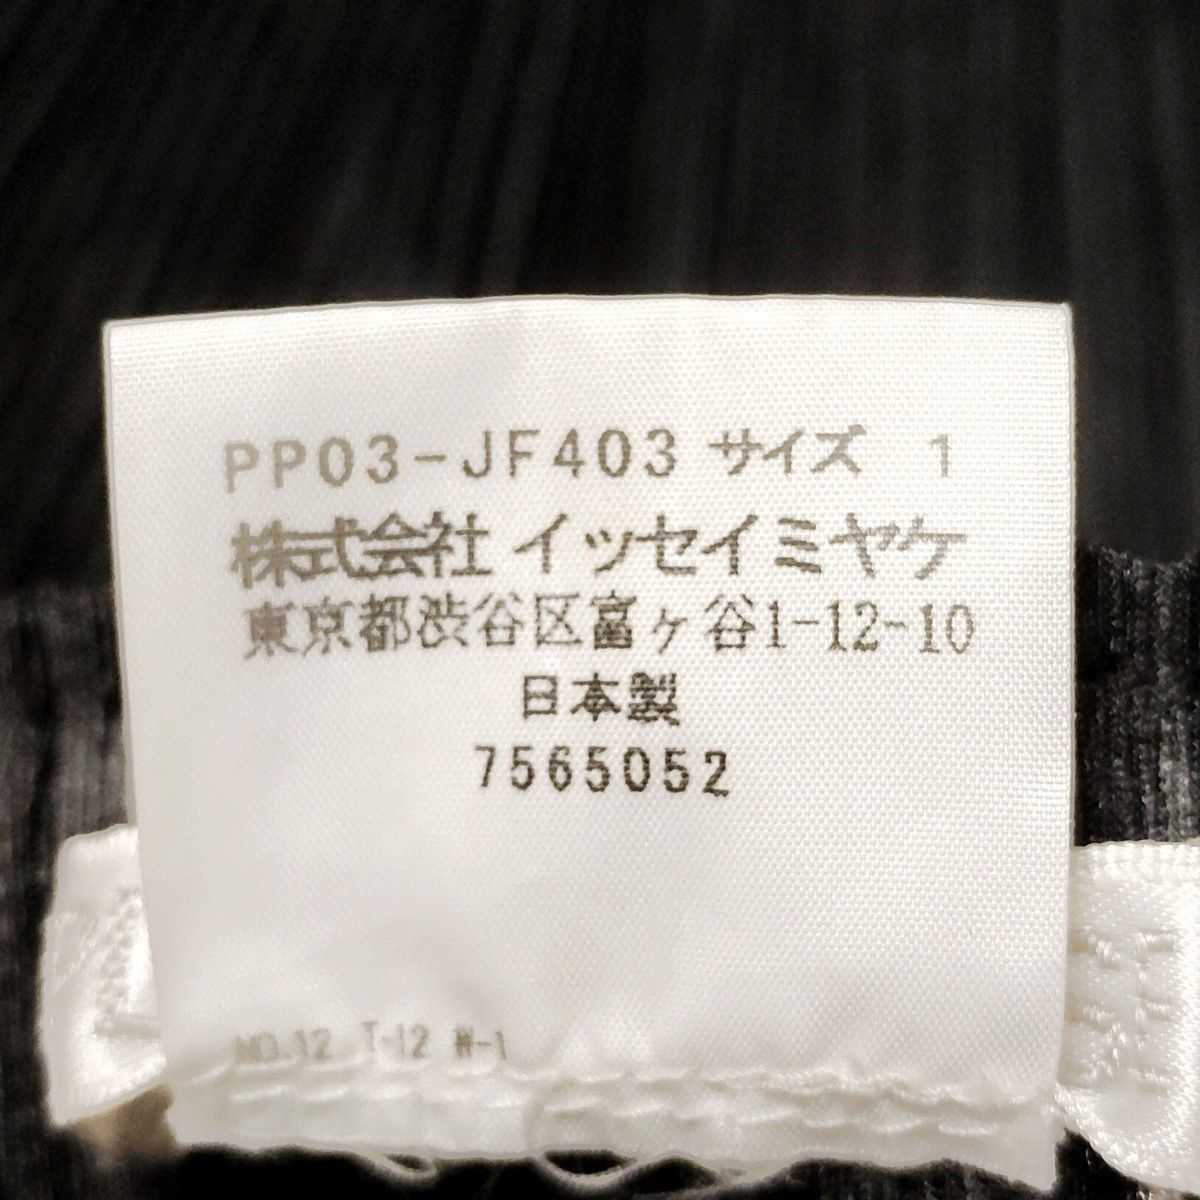 PP03-JF403 サイズ 1
株式会社 イッセイミヤケ
東京都渋谷区富ヶ谷1-12-10
日本製
7565052
NO.12 T-12 W-1